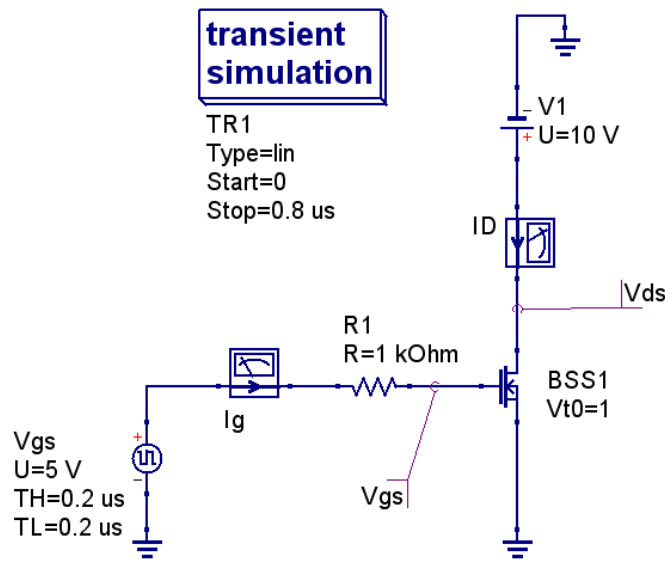 transient
simulation
TR1
Type=lin
Start=0
Stop=0.8 us
V1
U=10 V
ID
Vds
R1
R=1 kOhm
BSS1
Vt0=1
Ig
Vgs
Vgs
U=5 V
TH=0.2 us
TL=0.2 us